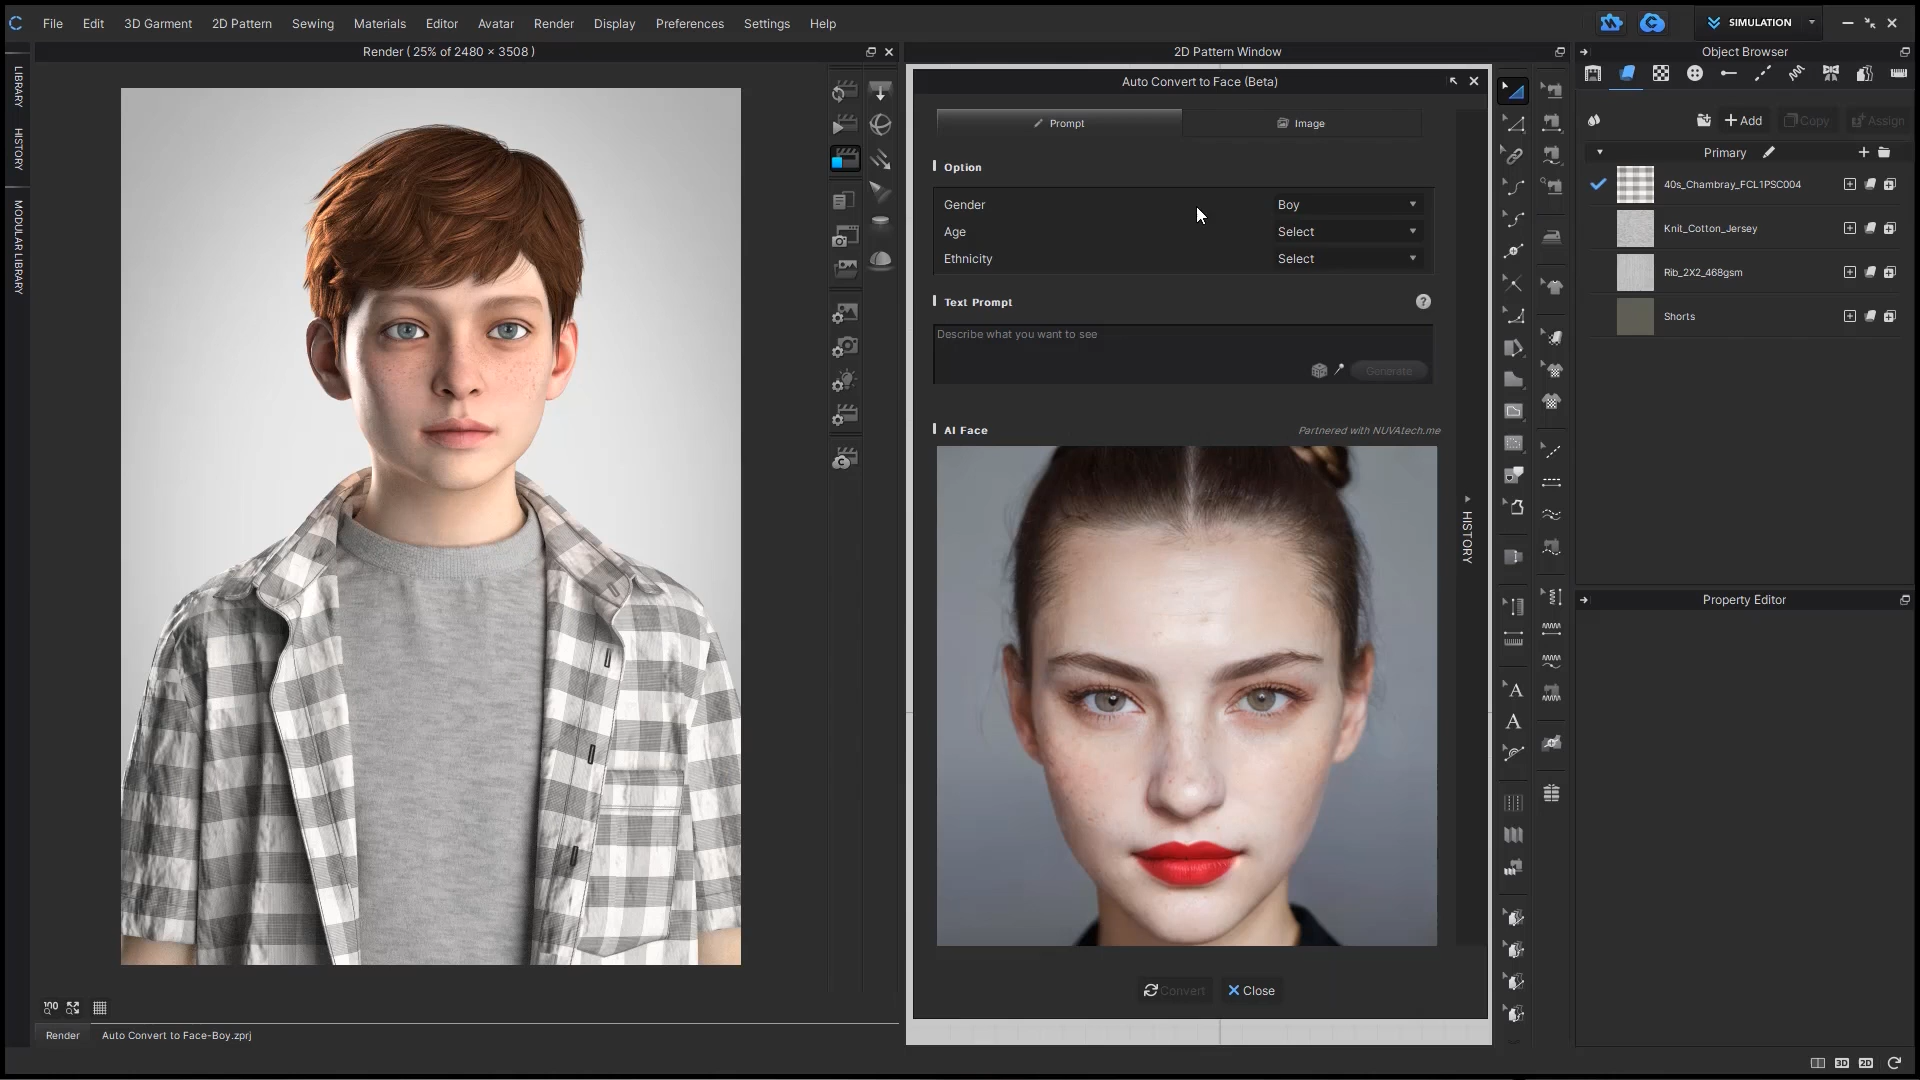 File Edit 3D Garment 2D Pattern Sewing Materials Editor Avatar Render Display Preferences Settings Help
SIMULATION
Render ( 25% of 2480 × 3508 )
2D Pattern Window
Object Browser
LIBRARY
HISTORY
MODULAR LIBRARY
Auto Convert to Face (Beta)
Prompt
Image
Option
Gender Boy
Age Select
Ethnicity Select
Text Prompt
?
Describe what you want to see
Generate
AI Face
Partnered with NUVAtech.me
HISTORY
Convert
Close
Add
Copy
Assign
Primary
40s_Chambray_FCL1PSC004
Knit_Cotton_Jersey
Rib_2X2_468gsm
Shorts
A
A
Property Editor
100
Render
Auto Convert to Face-Boy.zprj
3D
2D